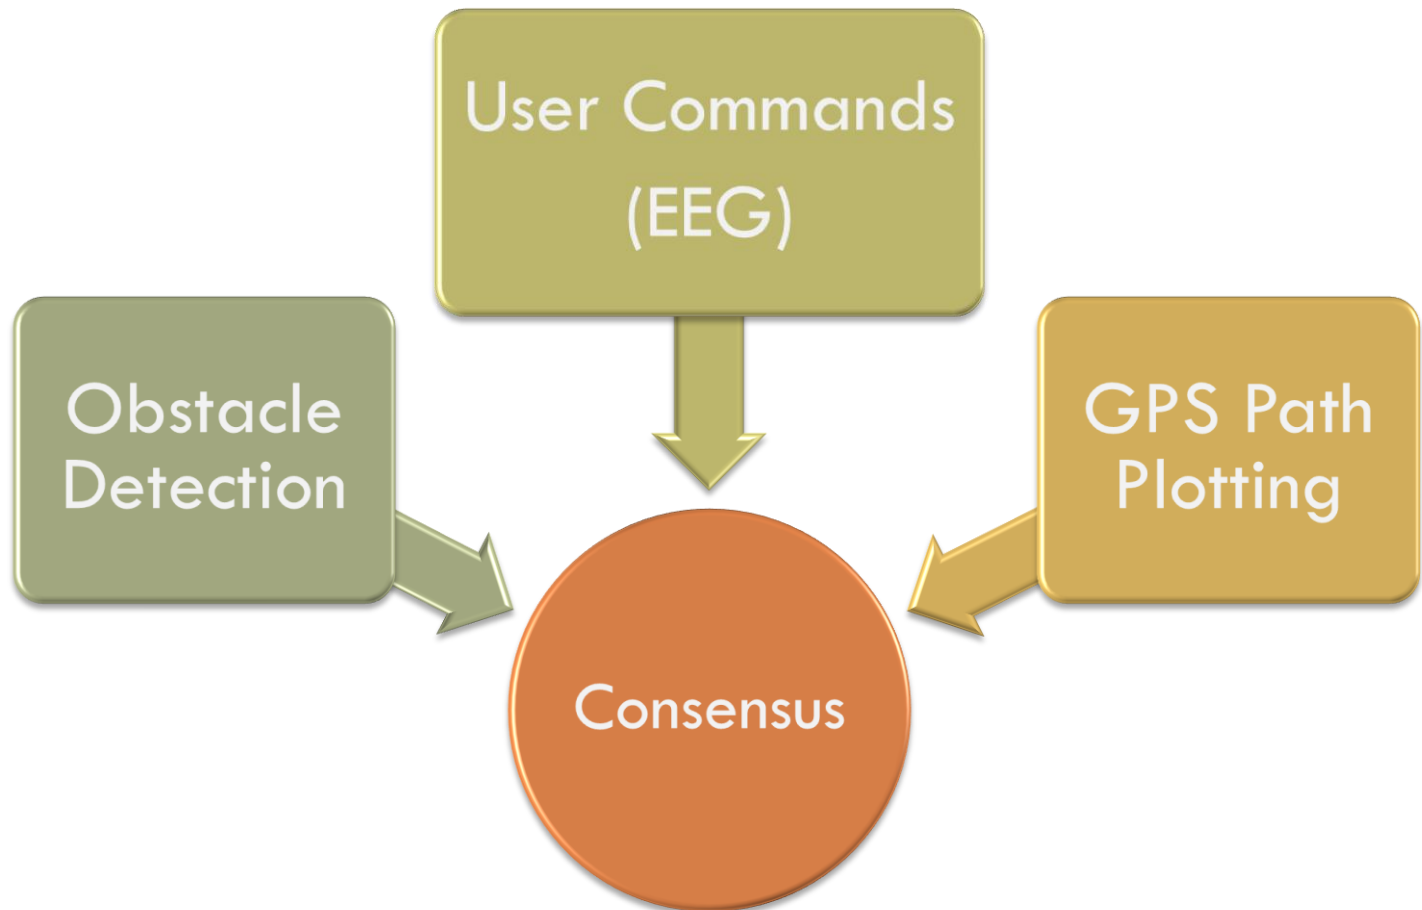 User Commands
(EEG)
Obstacle
Detection
GPS Path
Plotting
Consensus